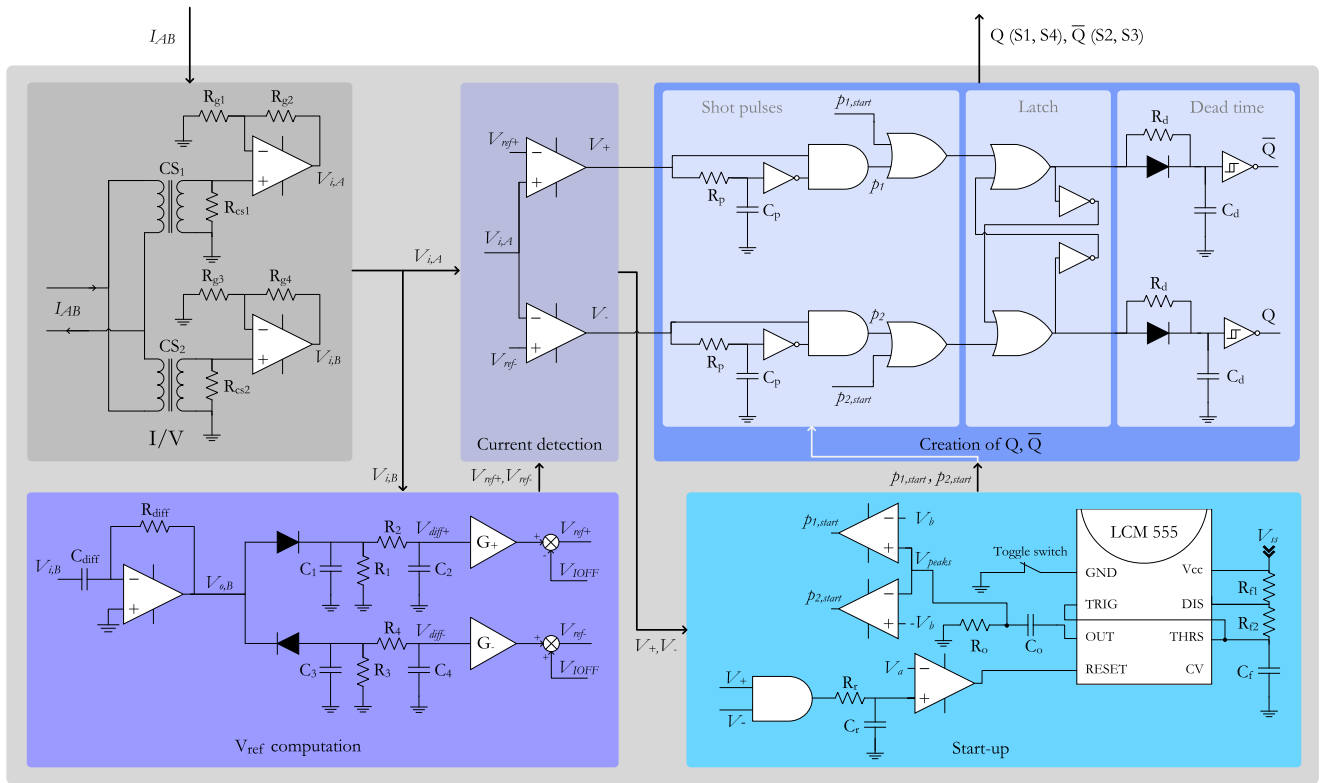 I_AB
Q (S1, S4), Q̅ (S2, S3)
R_g1
R_g2
V_i,A
CS_1
R_cs1
I_AB
R_g3
R_g4
V_i,B
CS_2
R_cs2
I/V
V_i,A
V_i,B
V_ref+
V_+
V_i,A
V_-
V_ref-
Current detection
V_ref+, V_ref-
Shot pulses
p_1,start
R_p
C_p
p_1
p_2
R_p
C_p
p_2,start
Latch
Dead time
R_d
Q̅
C_d
R_d
Q
C_d
Creation of Q, Q̅
p_1,start, p_2,start
V_+, V_-
R_diff
C_diff
V_i,B
V_o,B
C_1
R_1
R_2
V_diff+
C_2
G_+
+
-
V_ref+
V_IOFF
C_3
R_3
R_4
V_diff-
C_4
G_-
+
+
V_ref-
V_IOFF
V_ref computation
p_1,start
V_b
V_peaks
p_2,start
-V_b
Toggle switch
R_o
C_o
V_a
V_+
V_-
R_r
C_r
LCM 555
GND
Vcc
TRIG
DIS
OUT
THRS
RESET
CV
V_ss
R_f1
R_f2
C_f
Start-up